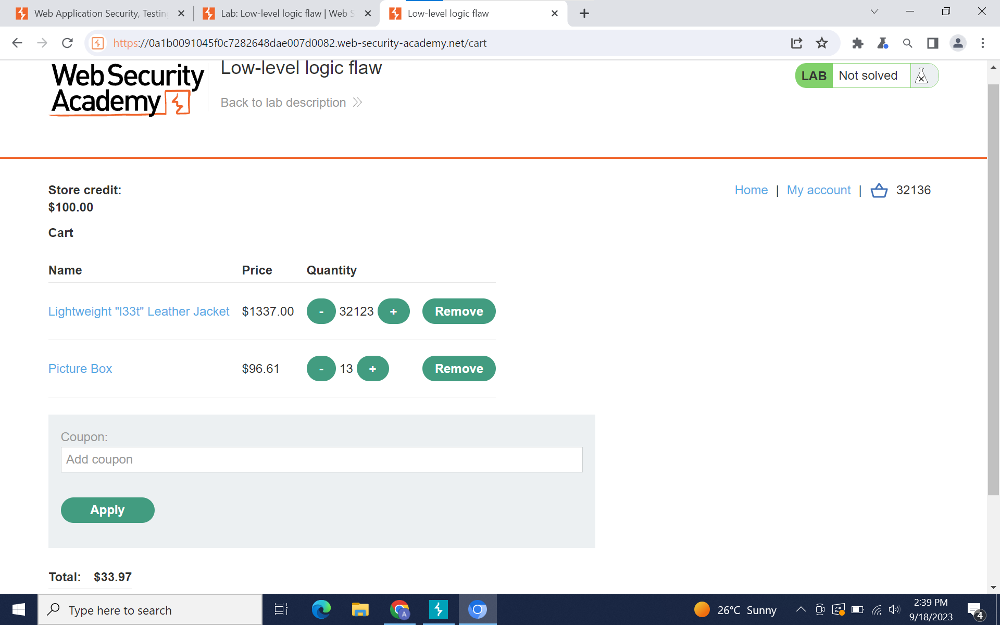 Web Application Security, Testin
Lab: Low-level logic flaw | Web S
Low-level logic flaw
https://0a1b0091045f0c7282648dae007d0082.web-security-academy.net/cart
Web Security
Academy
Low-level logic flaw
Back to lab description
LAB Not solved
Store credit:
$100.00
Home | My account | 32136
Cart
Name Price Quantity
Lightweight "l33t" Leather Jacket $1337.00 - 32123 + Remove
Picture Box $96.61 - 13 + Remove
Coupon:
Add coupon
Apply
Total: $33.97
Type here to search
A
26°C Sunny
2:39 PM
9/18/2023
4